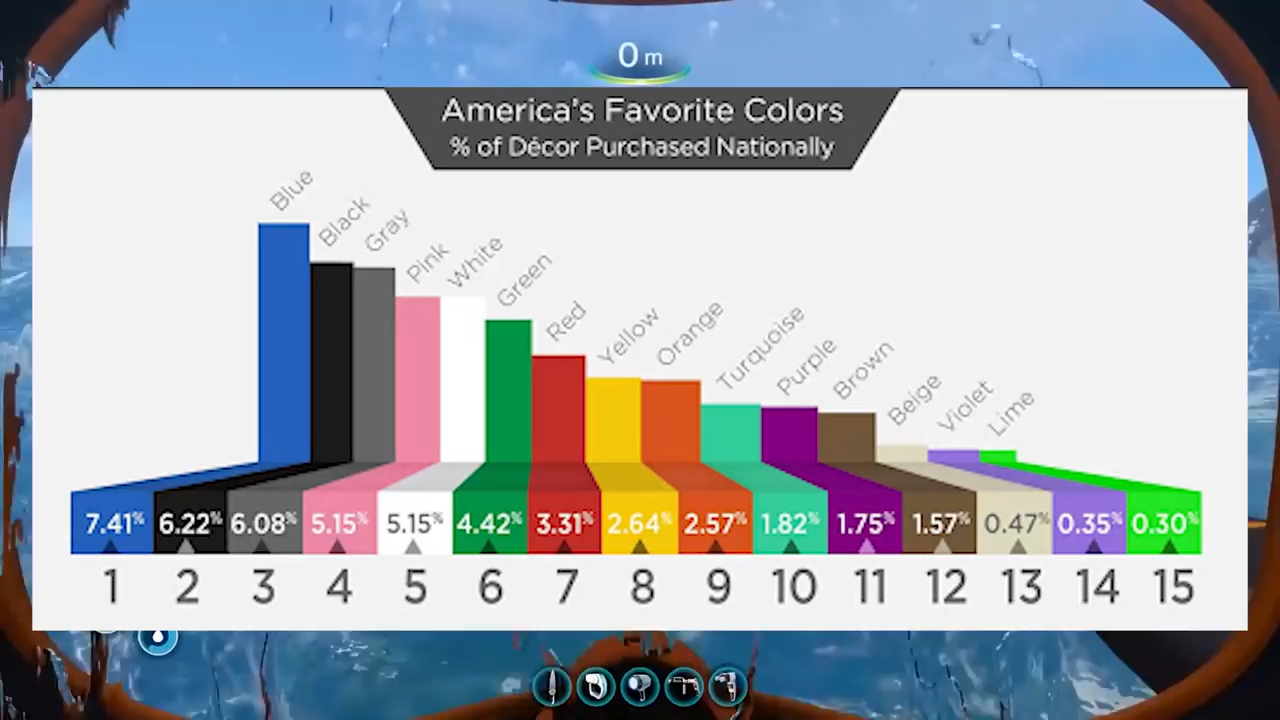 0 m
America's Favorite Colors
% of Décor Purchased Nationally
Blue
Black
Gray
Pink
White
Green
Red
Yellow
Orange
Turquoise
Purple
Brown
Beige
Violet
Lime
7.41% 6.22% 6.08% 5.15% 5.15% 4.42% 3.31% 2.64% 2.57% 1.82% 1.75% 1.57% 0.47% 0.35% 0.30%
1 2 3 4 5 6 7 8 9 10 11 12 13 14 15